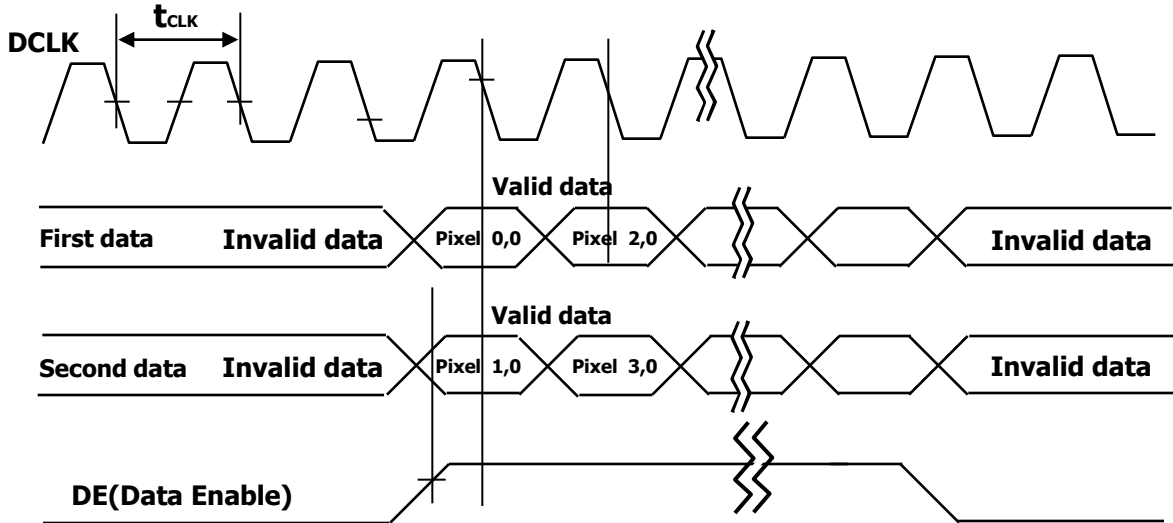 tCLK
DCLK
Valid data
First data Invalid data Pixel 0,0 Pixel 2,0 Invalid data
Valid data
Second data Invalid data Pixel 1,0 Pixel 3,0 Invalid data
DE(Data Enable)